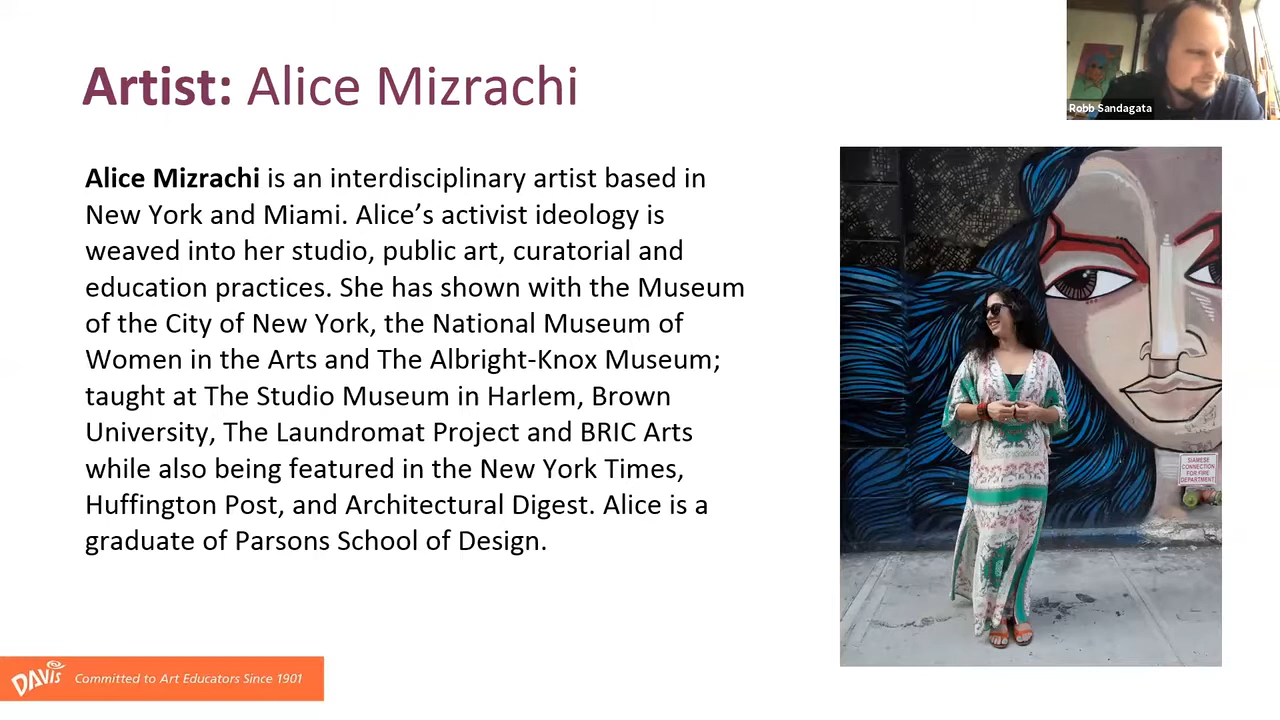 Artist: Alice Mizrachi
Robb Sandagata
Alice Mizrachi is an interdisciplinary artist based in
New York and Miami. Alice’s activist ideology is
weaved into her studio, public art, curatorial and
education practices. She has shown with the Museum
of the City of New York, the National Museum of
Women in the Arts and The Albright-Knox Museum;
taught at The Studio Museum in Harlem, Brown
University, The Laundromat Project and BRIC Arts
while also being featured in the New York Times,
Huffington Post, and Architectural Digest. Alice is a
graduate of Parsons School of Design.
SIAMESE
CONNECTION
FOR FIRE
DEPARTMENT
DAVIS
Committed to Art Educators Since 1901